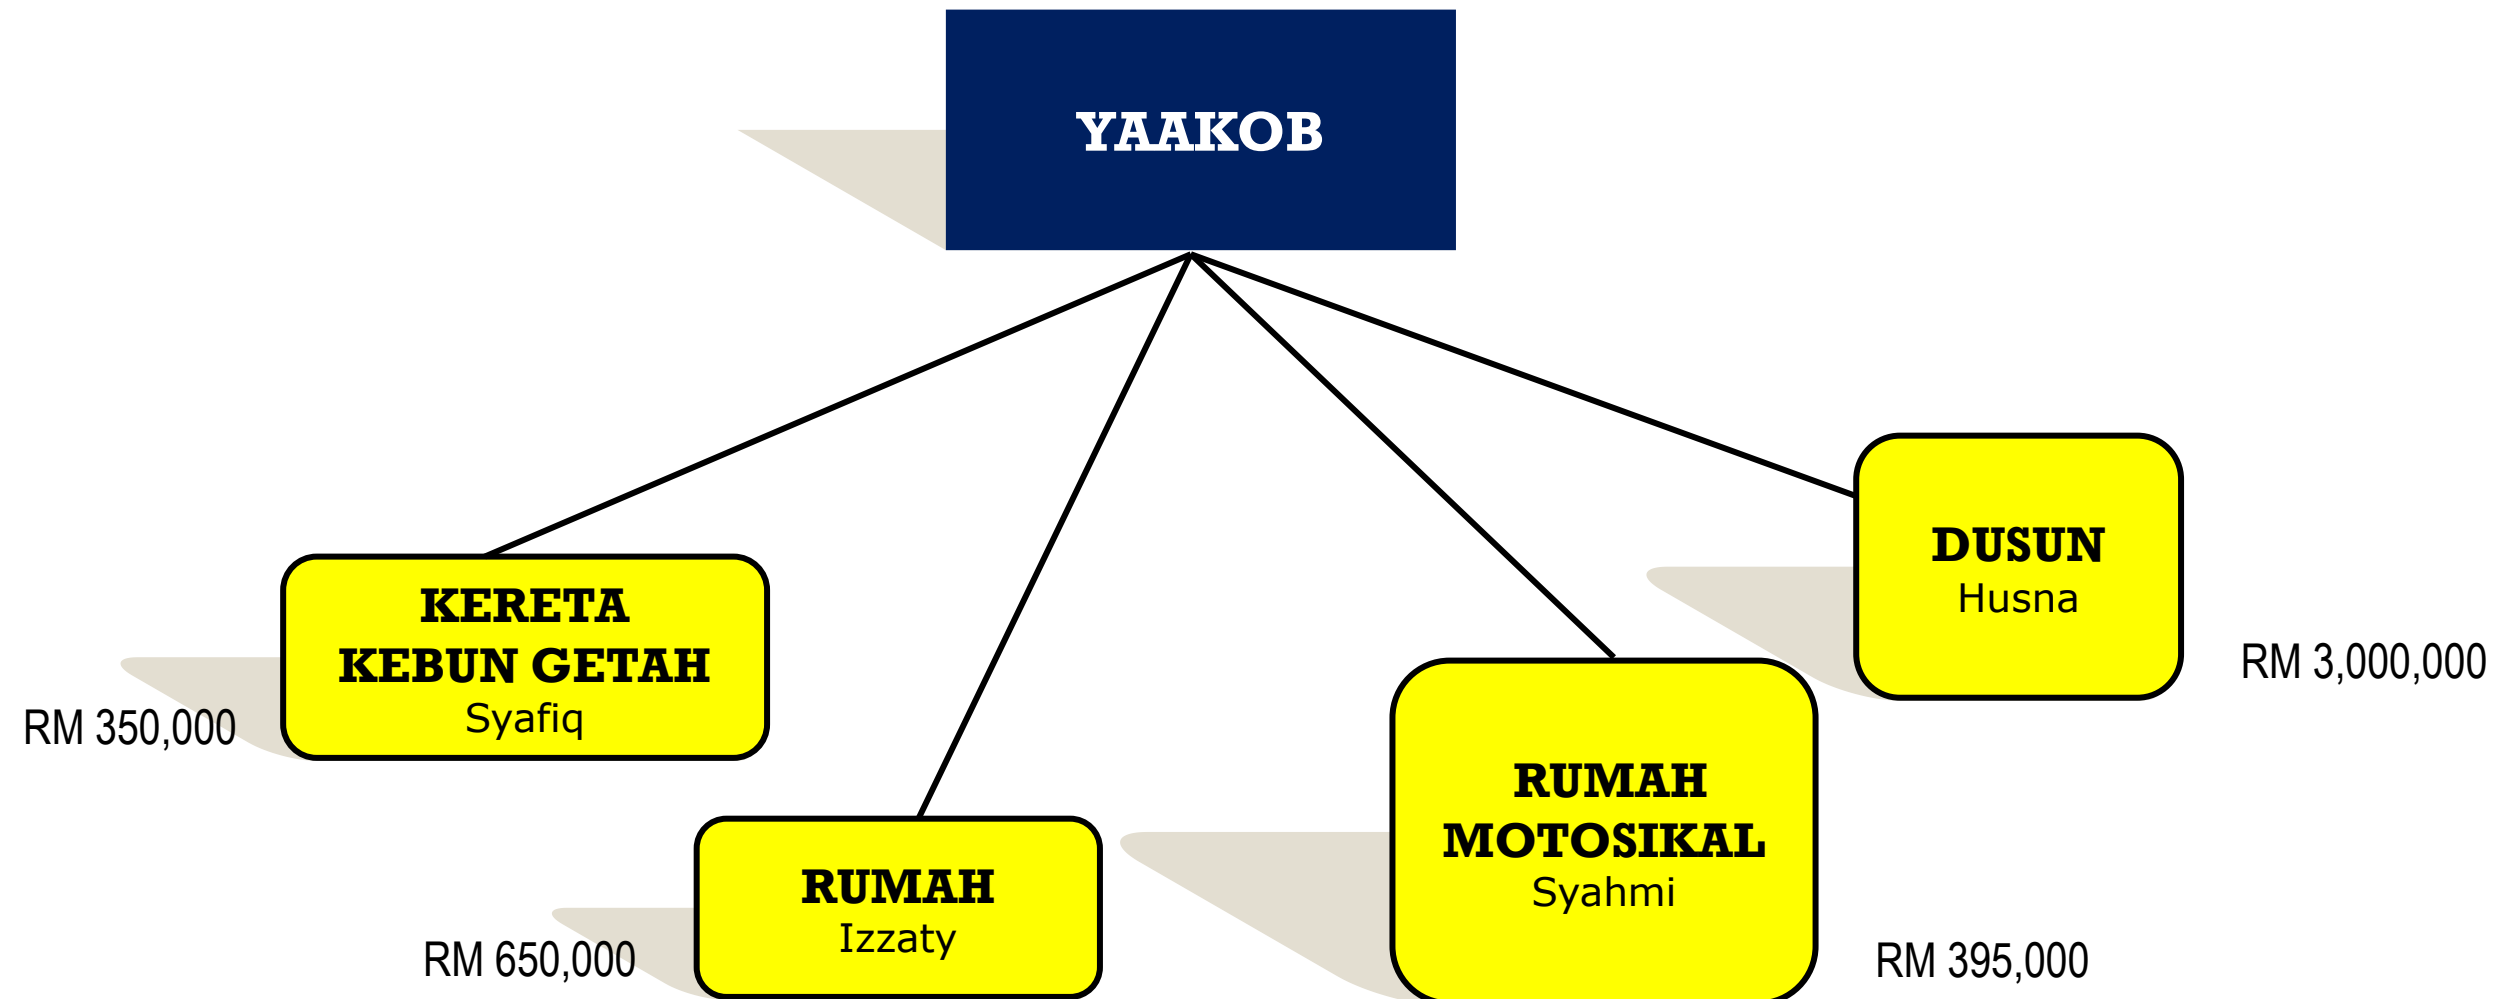 YAAKOB
KERETA
KEBUN GETAH
Syafiq
RM 350,000
RUMAH
Izzaty
RM 650,000
RUMAH
MOTOSIKAL
Syahmi
RM 395,000
DUSUN
Husna
RM 3,000,000